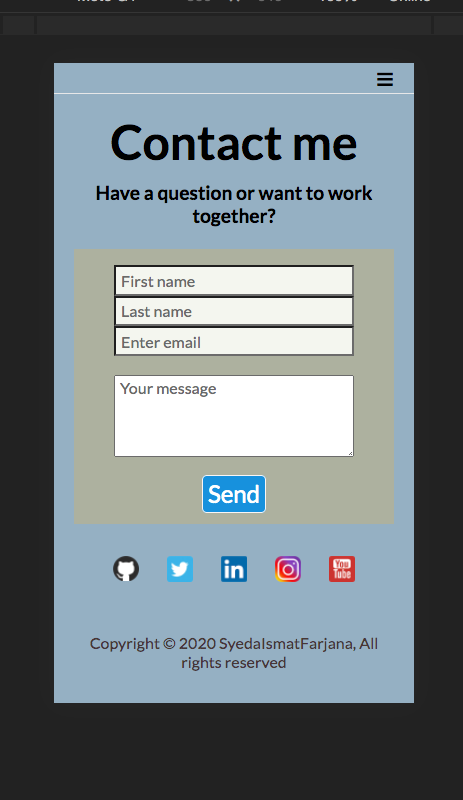 Contact me
Have a question or want to work
together?
First name
Last name
Enter email
Your message
Send
in
You
Tube
Copyright © 2020 SyedaIsmatFarjana, All
rights reserved